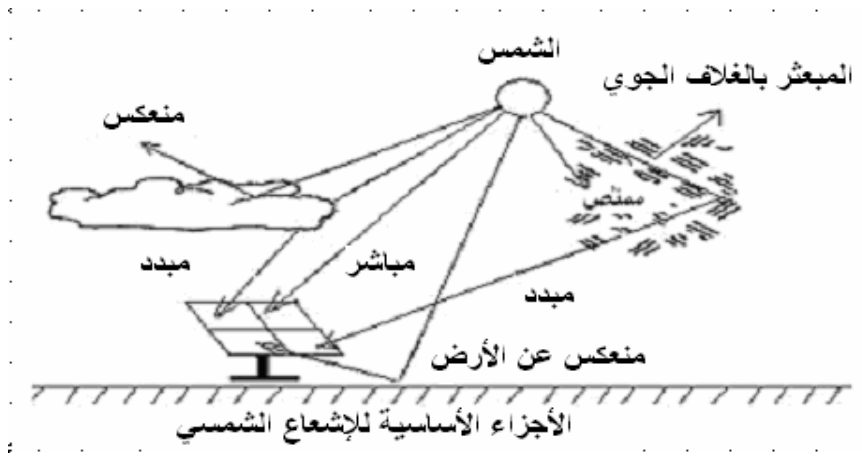 الشمس
المبعثر بالغلاف الجوي
منعكس
ممتص
مبدد
مباشر
مبدد
منعكس عن الأرض
الأجزاء الأساسية للإشعاع الشمسي